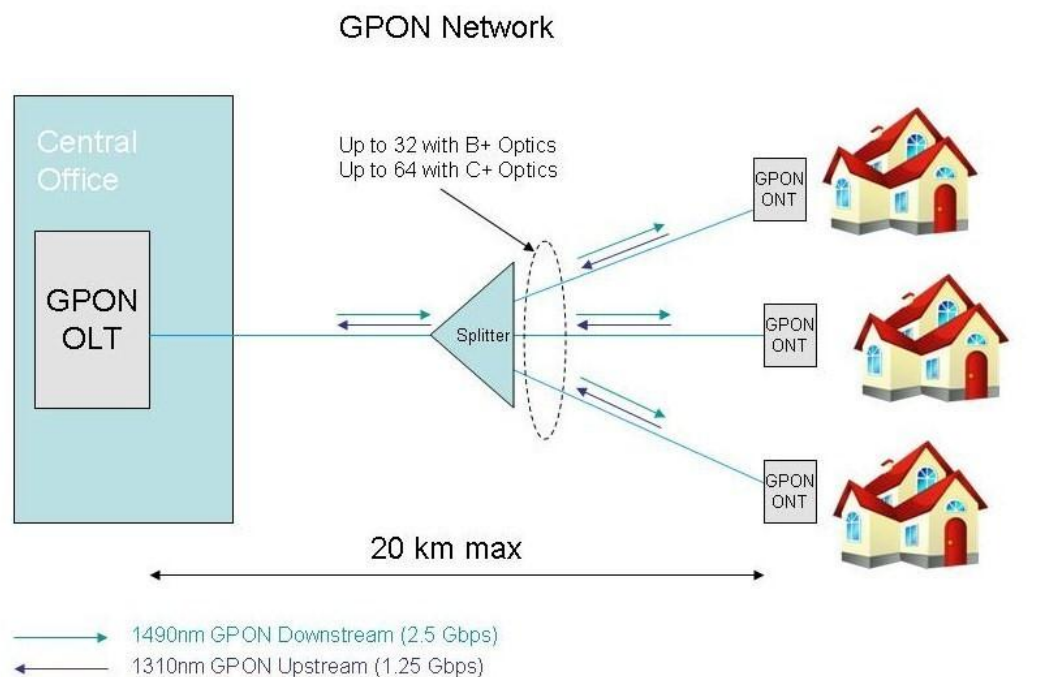 GPON Network
Central
Office
Up to 32 with B+ Optics
Up to 64 with C+ Optics
GPON
OLT
Splitter
GPON
ONT
GPON
ONT
GPON
ONT
20 km max
1490nm GPON Downstream (2.5 Gbps)
1310nm GPON Upstream (1.25 Gbps)